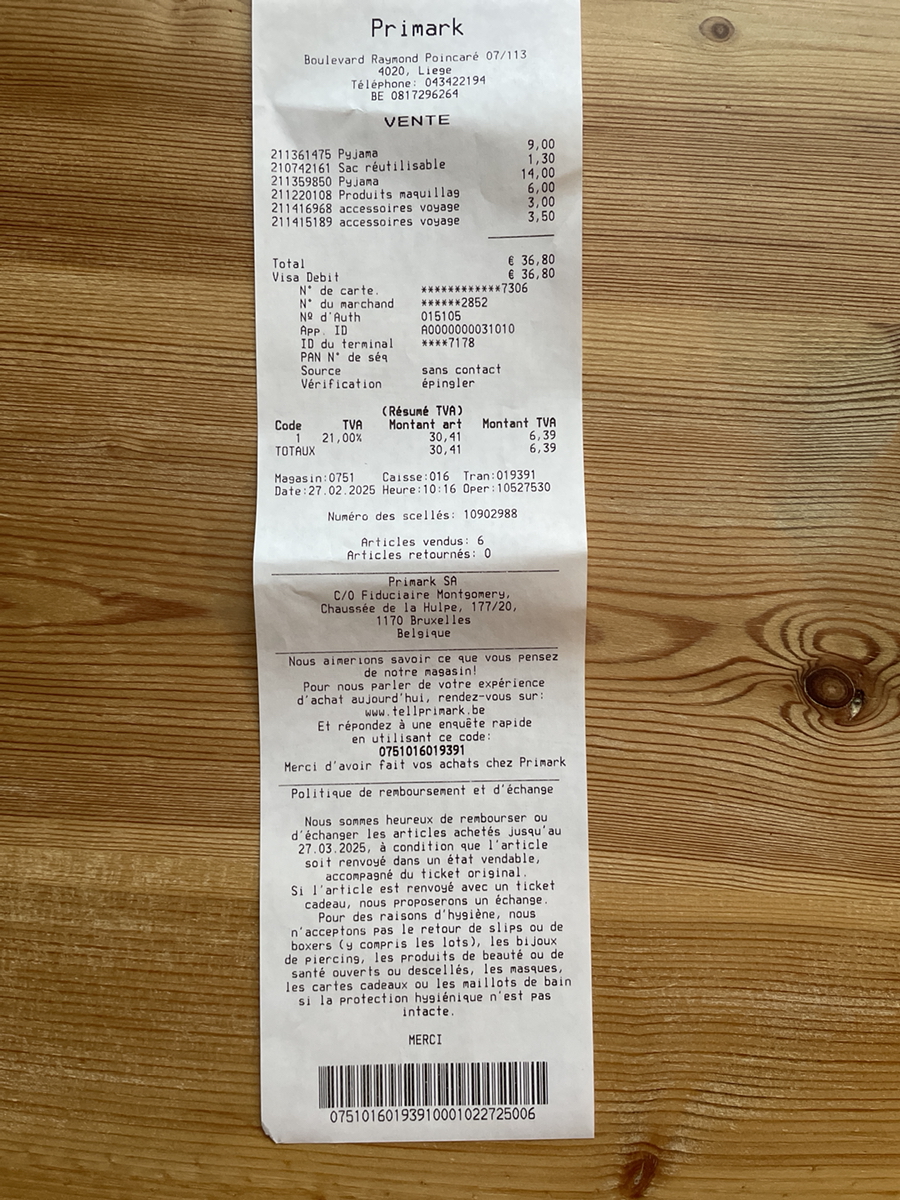 Primark
Boulevard Raymond Poincaré 07/113
4020, Liege
Téléphone: 043422194
BE 0817296264
VENTE
211361475 Pyjama 9,00
210742161 Sac réutilisable 1,30
211359850 Pyjama 14,00
211220108 Produits maquillag 6,00
211416968 accessoires voyage 3,00
211415189 accessoires voyage 3,50
Total € 36,80
Visa Debit € 36,80
N° de carte. ************7306
N° du marchand ******2852
Nº d'Auth 015105
App. ID A0000000031010
ID du terminal ****7178
PAN N° de séq
Source sans contact
Vérification épingler
(Résumé TVA)
Code TVA Montant art Montant TVA
1 21,00% 30,41 6,39
TOTAUX 30,41 6,39
Magasin:0751 Caisse:016 Tran:019391
Date:27.02.2025 Heure:10:16 Oper:10527530
Numéro des scellés: 10902988
Articles vendus: 6
Articles retournés: 0
Primark SA
C/O Fiduciaire Montgomery,
Chaussée de la Hulpe, 177/20,
1170 Bruxelles
Belgique
Nous aimerions savoir ce que vous pensez
de notre magasin!
Pour nous parler de votre expérience
d'achat aujourd'hui, rendez-vous sur:
www.tellprimark.be
Et répondez à une enquête rapide
en utilisant ce code:
0751016019391
Merci d'avoir fait vos achats chez Primark
Politique de remboursement et d'échange
Nous sommes heureux de rembourser ou
d'échanger les articles achetés jusqu'au
27.03.2025, à condition que l'article
soit renvoyé dans un état vendable,
accompagné du ticket original.
Si l'article est renvoyé avec un ticket
cadeau, nous proposerons un échange.
Pour des raisons d'hygiène, nous
n'acceptons pas le retour de slips ou de
boxers (y compris les lots), les bijoux
de piercing, les produits de beauté ou de
santé ouverts ou descellés, les masques,
les cartes cadeaux ou les maillots de bain
si la protection hygiénique n'est pas
intacte.
MERCI
07510160193910001022725006